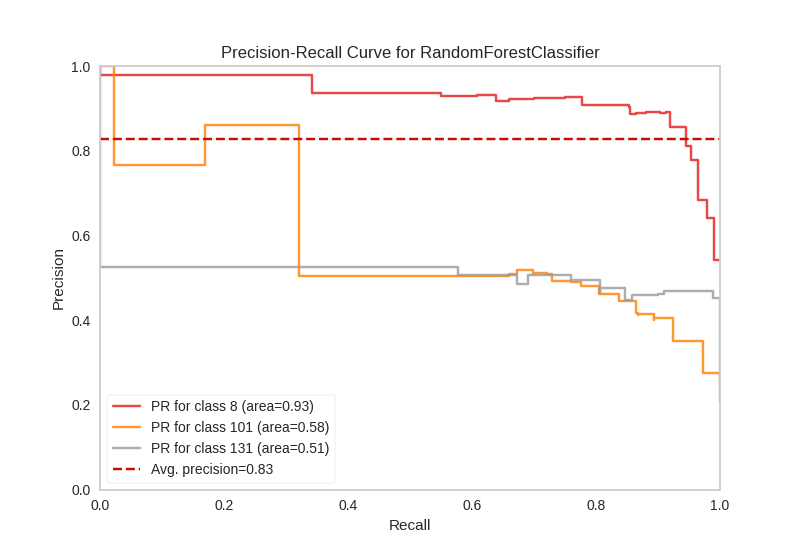 Precision-Recall Curve for RandomForestClassifier
1.0
0.8
0.6
0.4
0.2
0.0
Precision
PR for class 8 (area=0.93)
PR for class 101 (area=0.58)
PR for class 131 (area=0.51)
Avg. precision=0.83
0.0 0.2 0.4 0.6 0.8 1.0
Recall